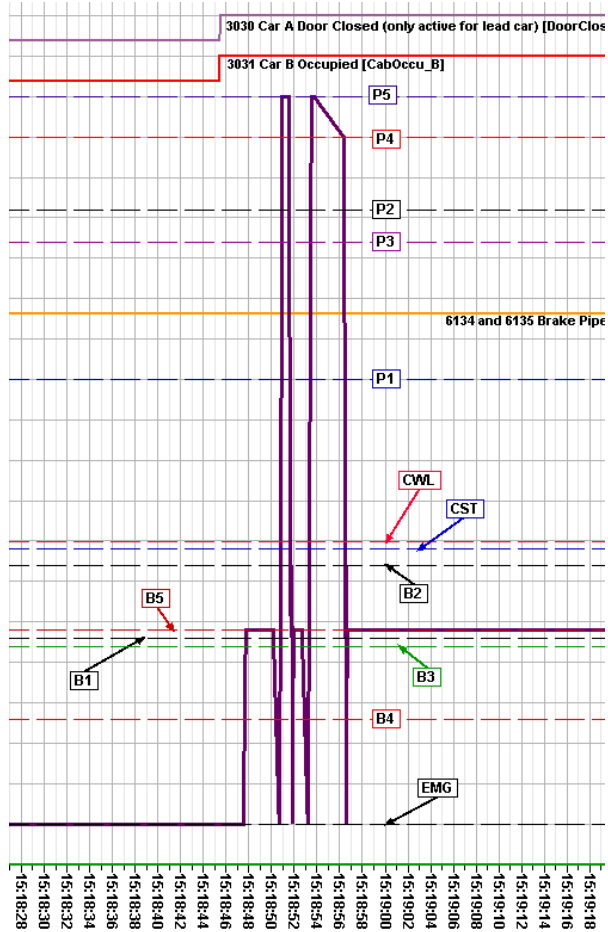 3030 Car A Door Closed (only active for lead car) [DoorClos
3031 Car B Occupied [CabOccu_B]
P5
P4
P2
P3
6134 and 6135 Brake Pipe
P1
CWL
CST
B2
B5
B1
B3
B4
EMG
15:18:28
15:18:30
15:18:32
15:18:34
15:18:36
15:18:38
15:18:40
15:18:42
15:18:44
15:18:46
15:18:48
15:18:50
15:18:52
15:18:54
15:18:56
15:18:58
15:19:00
15:19:02
15:19:04
15:19:06
15:19:08
15:19:10
15:19:12
15:19:14
15:19:16
15:19:18